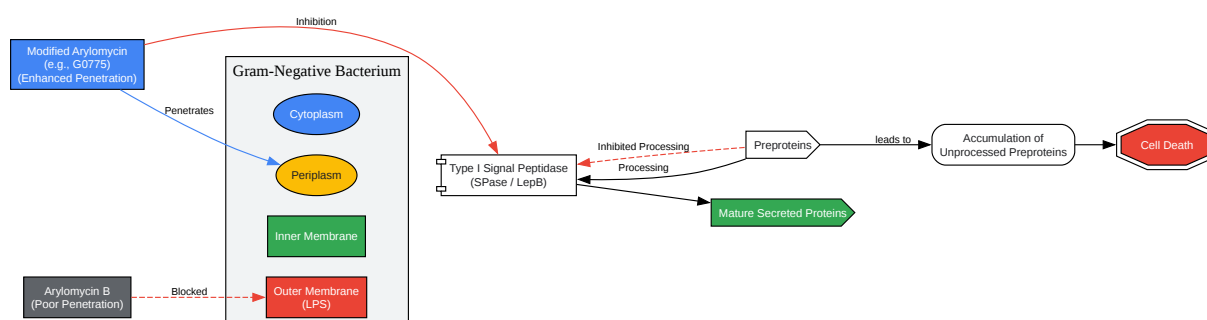 Inhibition
Modified Arylomycin
(e.g., G0775)
(Enhanced Penetration)
Gram-Negative Bacterium
Penetrates
Cytoplasm
Periplasm
Inner Membrane
Outer Membrane
(LPS)
Arylomycin B
(Poor Penetration)
Blocked
Type I Signal Peptidase
(SPase / LepB)
Inhibited Processing
Processing
Preproteins
Mature Secreted Proteins
leads to
Accumulation of
Unprocessed Preproteins
Cell Death